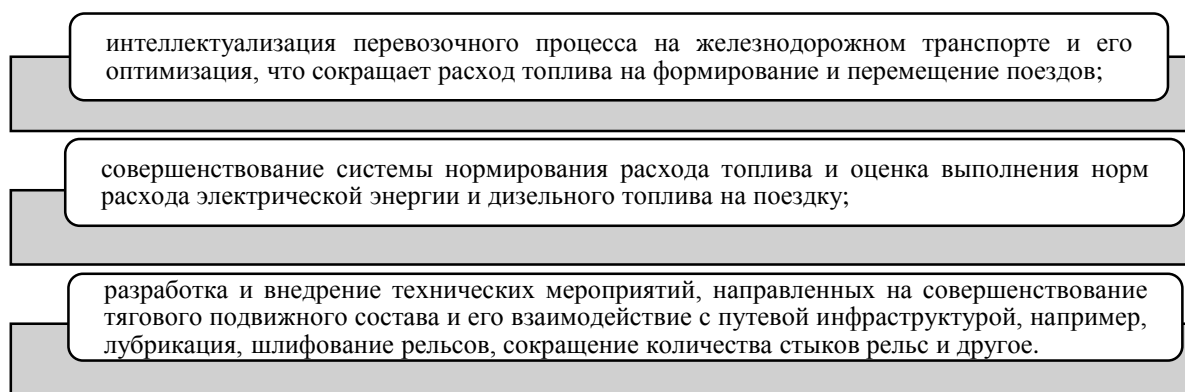 интеллектуализация перевозочного процесса на железнодорожном транспорте и его
оптимизация, что сокращает расход топлива на формирование и перемещение поездов;
совершенствование системы нормирования расхода топлива и оценка выполнения норм
расхода электрической энергии и дизельного топлива на поездку;
разработка и внедрение технических мероприятий, направленных на совершенствование
тягового подвижного состава и его взаимодействие с путевой инфраструктурой, например,
лубрикация, шлифование рельсов, сокращение количества стыков рельс и другое.